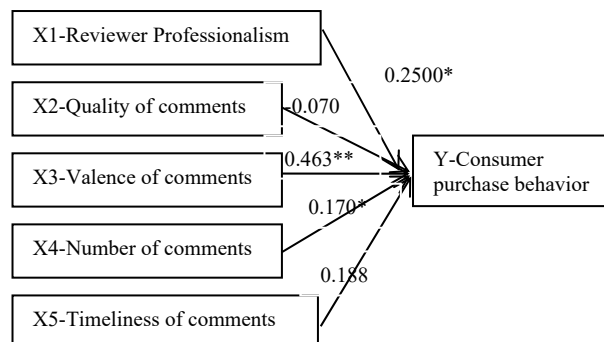 X1-Reviewer Professionalism
0.2500*
X2-Quality of comments
-0.070
X3-Valence of comments
0.463**
Y-Consumer
purchase behavior
X4-Number of comments
0.170*
X5-Timeliness of comments
0.188